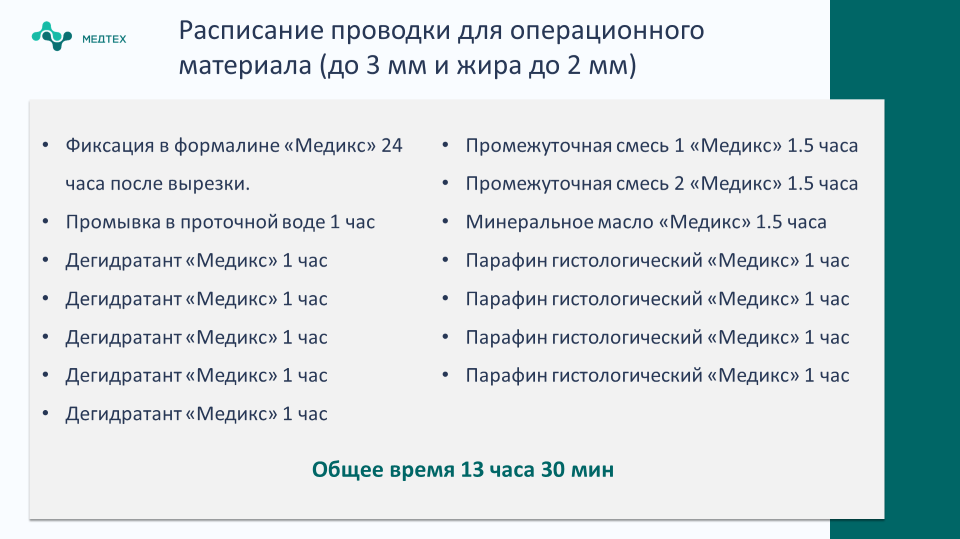 МЕДТЕХ
Расписание проводки для операционного
материала (до 3 мм и жира до 2 мм)
• Фиксация в формалине «Медикс» 24
часа после вырезки.
• Промывка в проточной воде 1 час
• Дегидратант «Медикс» 1 час
• Дегидратант «Медикс» 1 час
• Дегидратант «Медикс» 1 час
• Дегидратант «Медикс» 1 час
• Дегидратант «Медикс» 1 час
• Промежуточная смесь 1 «Медикс» 1.5 часа
• Промежуточная смесь 2 «Медикс» 1.5 часа
• Минеральное масло «Медикс» 1.5 часа
• Парафин гистологический «Медикс» 1 час
• Парафин гистологический «Медикс» 1 час
• Парафин гистологический «Медикс» 1 час
• Парафин гистологический «Медикс» 1 час
Общее время 13 часа 30 мин